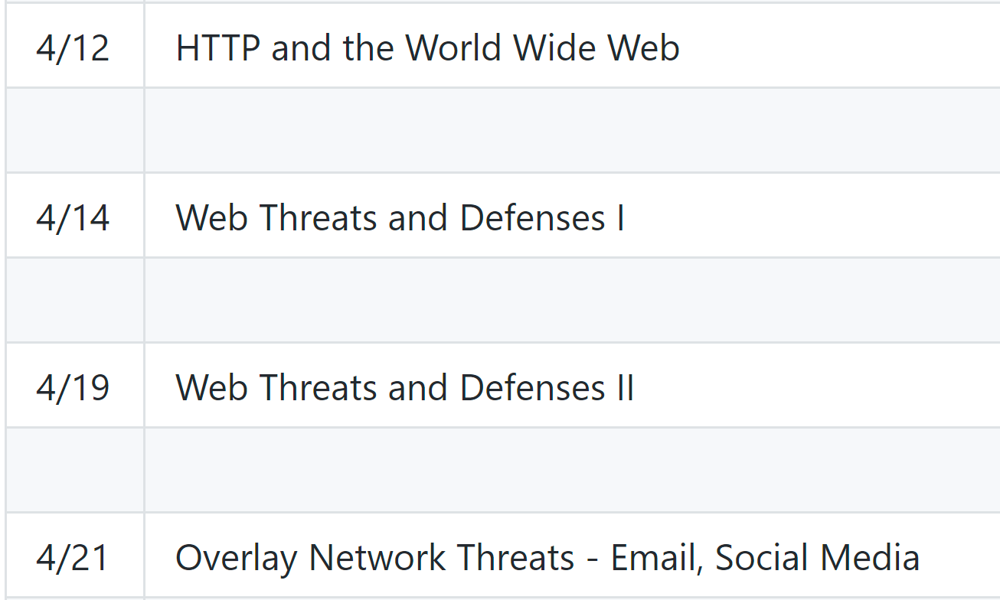 4/12 HTTP and the World Wide Web
4/14 Web Threats and Defenses I
4/19 Web Threats and Defenses II
4/21 Overlay Network Threats - Email, Social Media